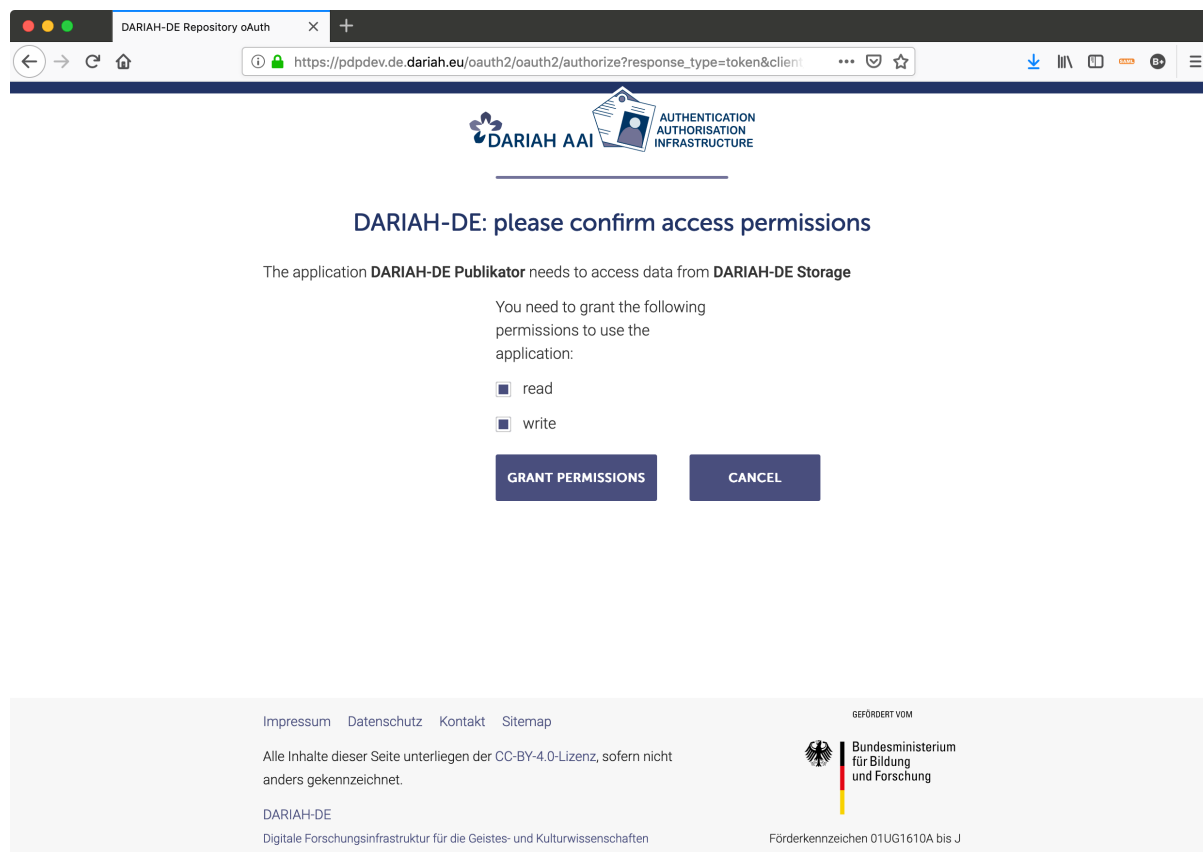 DARIAH-DE Repository oAuth
https://pdpdev.de.dariah.eu/oauth2/oauth2/authorize?response_type=token&client
DARIAH AAI
AUTHENTICATION
AUTHORISATION
INFRASTRUCTURE
DARIAH-DE: please confirm access permissions
The application DARIAH-DE Publikator needs to access data from DARIAH-DE Storage
You need to grant the following
permissions to use the
application:
read
write
GRANT PERMISSIONS CANCEL
Impressum Datenschutz Kontakt Sitemap
Alle Inhalte dieser Seite unterliegen der CC-BY-4.0-Lizenz, sofern nicht
anders gekennzeichnet.
DARIAH-DE
Digitale Forschungsinfrastruktur für die Geistes- und Kulturwissenschaften
GEFÖRDERT VOM
Bundesministerium
für Bildung
und Forschung
Förderkennzeichen 01UG1610A bis J